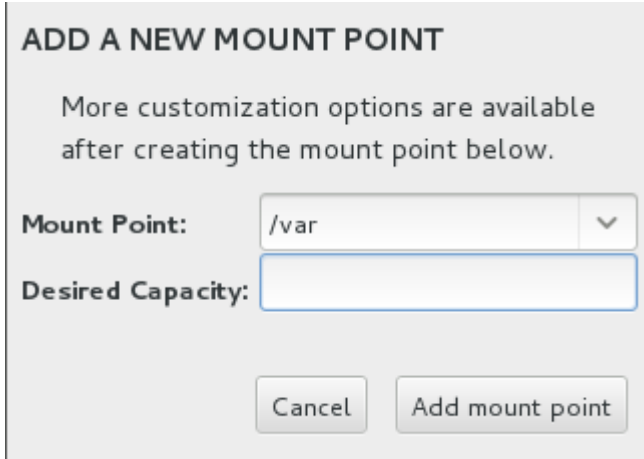 ADD A NEW MOUNT POINT
More customization options are available
after creating the mount point below.
Mount Point: /var
Desired Capacity:
Cancel Add mount point